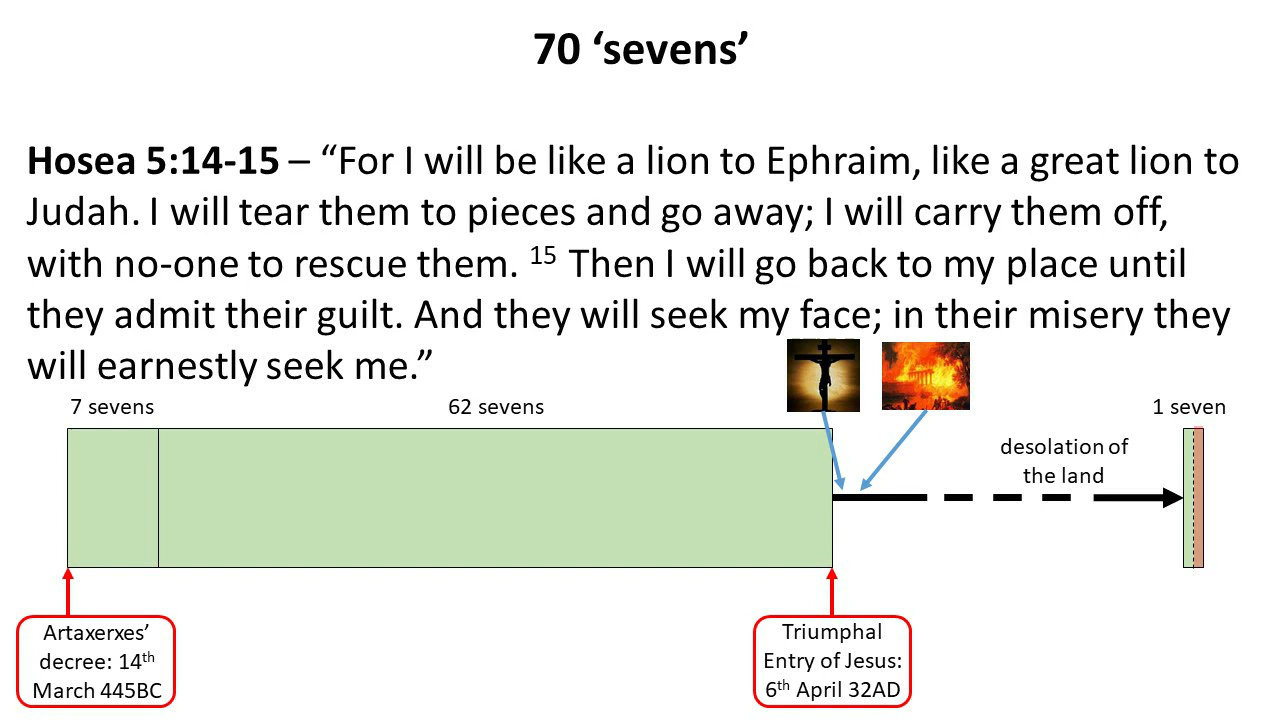 70 ‘sevens’
Hosea 5:14-15 – “For I will be like a lion to Ephraim, like a great lion to
Judah. I will tear them to pieces and go away; I will carry them off,
with no-one to rescue them. 15 Then I will go back to my place until
they admit their guilt. And they will seek my face; in their misery they
will earnestly seek me.”
7 sevens
62 sevens
1 seven
desolation of
the land
Artaxerxes’
decree: 14th
March 445BC
Triumphal
Entry of Jesus:
6th April 32AD